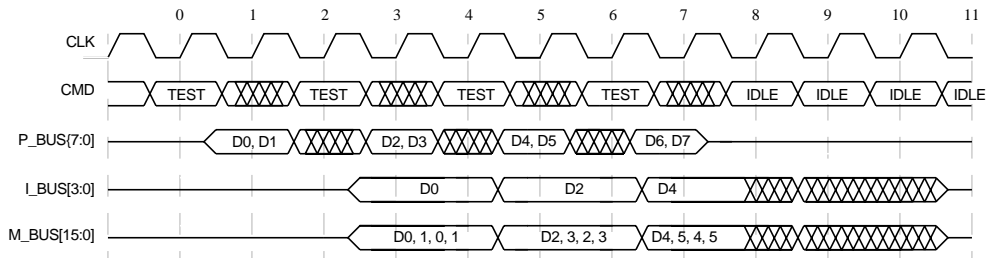 0 1 2 3 4 5 6 7 8 9 10 11
CLK
CMD TEST TEST TEST TEST IDLE IDLE IDLE IDLE
P_BUS{7:0} D0, D1 D2, D3 D4, D5 D6, D7
I_BUS[3:0} D0 D2 D4
M_BUS[15:0} D0, 1, 0, 1 D2, 3, 2, 3 D4, 5, 4, 5